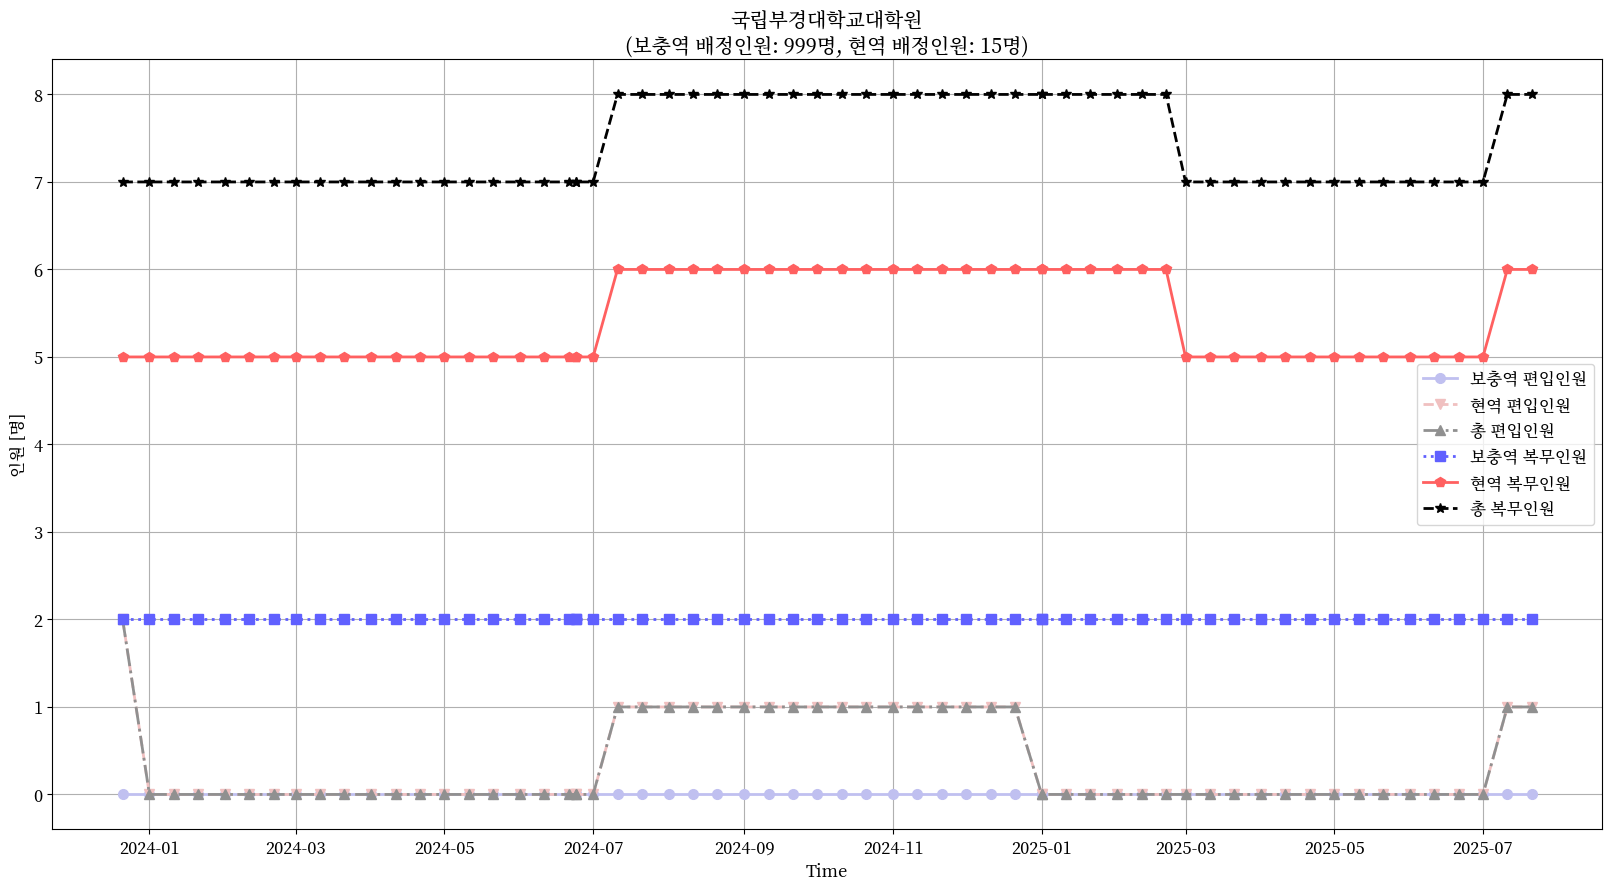 국립부경대학교대학원
(보충역 배정인원: 999명, 현역 배정인원: 15명)
인원 [명]
8
7
6
5
4
3
2
1
0
보충역 편입인원
현역 편입인원
총 편입인원
보충역 복무인원
현역 복무인원
총 복무인원
2024-01
2024-03
2024-05
2024-07
2024-09
2024-11
2025-01
2025-03
2025-05
2025-07
Time